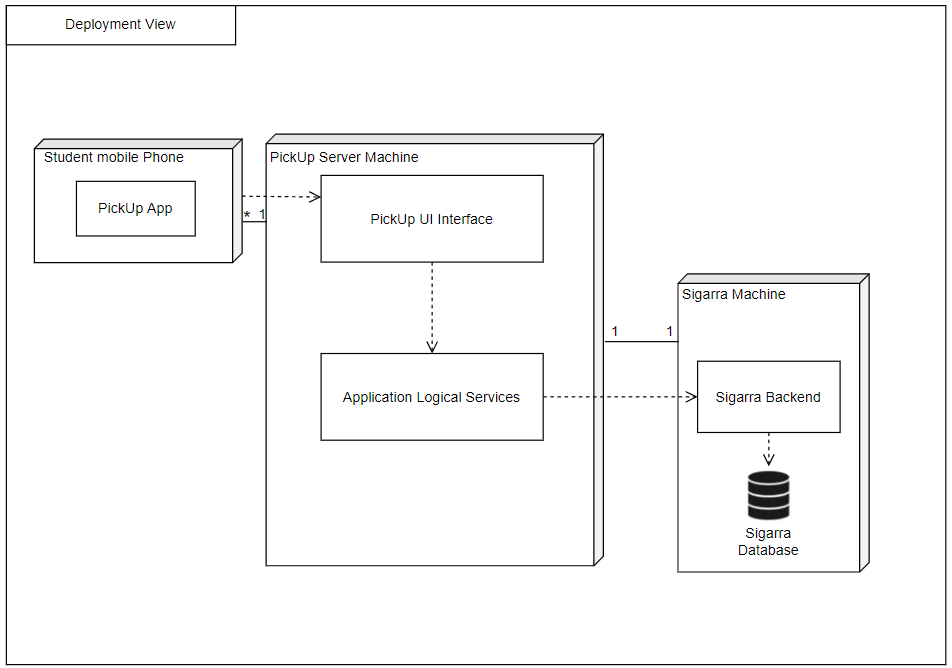 Deployment View
Student mobile Phone
PickUp App
* 1
PickUp Server Machine
PickUp UI Interface
Application Logical Services
1 1
Sigarra Machine
Sigarra Backend
Sigarra
Database